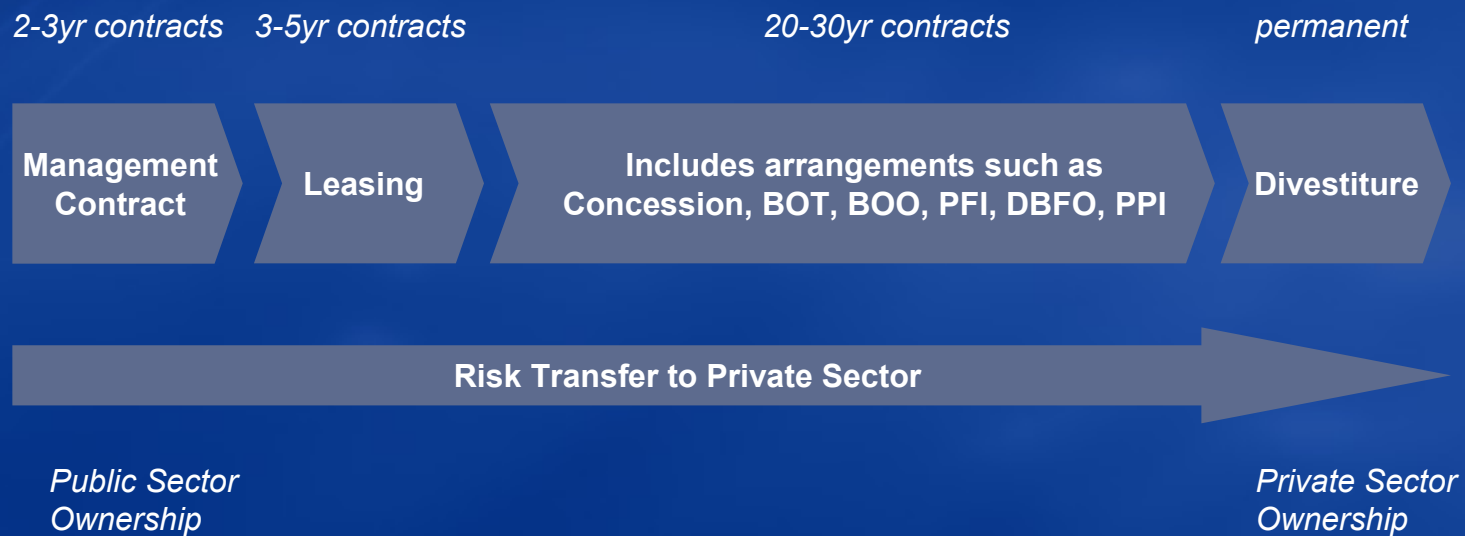 2-3yr contracts 3-5yr contracts 20-30yr contracts permanent
Management
Contract
Leasing
Includes arrangements such as
Concession, BOT, BOO, PFI, DBFO, PPI
Divestiture
Risk Transfer to Private Sector
Public Sector
Ownership
Private Sector
Ownership